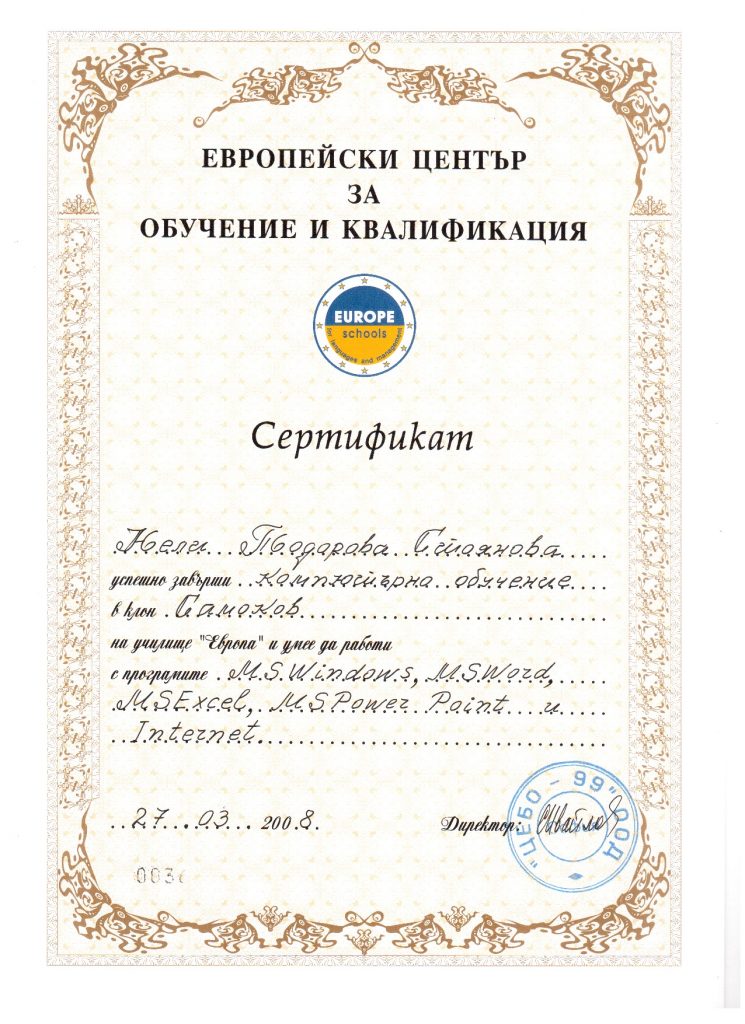 ЕВРОПЕЙСКИ ЦЕНТЪР
ЗА
ОБУЧЕНИЕ И КВАЛИФИКАЦИЯ
EUROPE
schools
for languages and management
Сертификат
Нели Тодорова Стоянова
успешно завърши компютърно обучение
в клон Самоков
на училище "Европа" и умее да работи
с програмите M.S.Windows, M.S.Word,
M.S.Excel, M.S.Power Point и
Internet.
27.03.2008.
Директор:
"ЦЕБО - 99" ООД
003